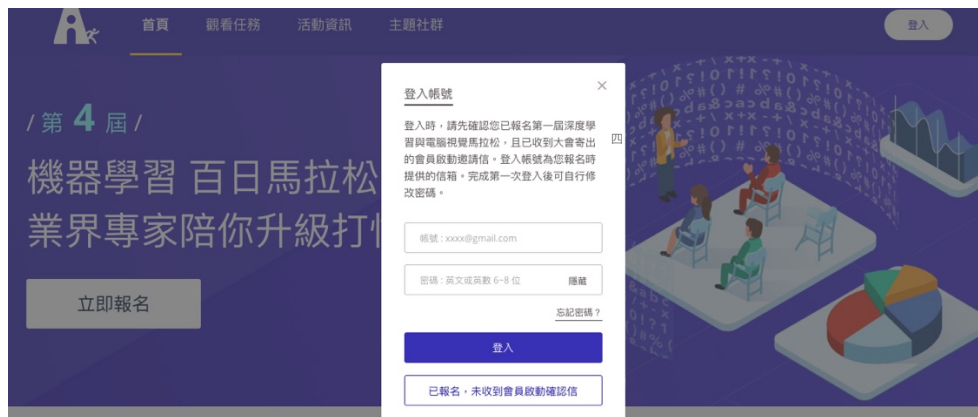 首頁 觀看任務 活動資訊 主題社群 登入
/第 4 屆/
機器學習 百日馬拉松
業界專家陪你升級打
立即報名
登入帳號
登入時，請先確認您已報名第一屆深度學
習與電腦視覺馬拉松，且已收到大會寄出
四
的會員啟動邀請信。登入帳號為您報名時
提供的信箱。完成第一次登入後可自行修
改密碼。
帳號：xxxx@gmail.com
密碼：英文或英數 6~8 位 隱藏
忘記密碼？
登入
已報名，未收到會員啟動確認信